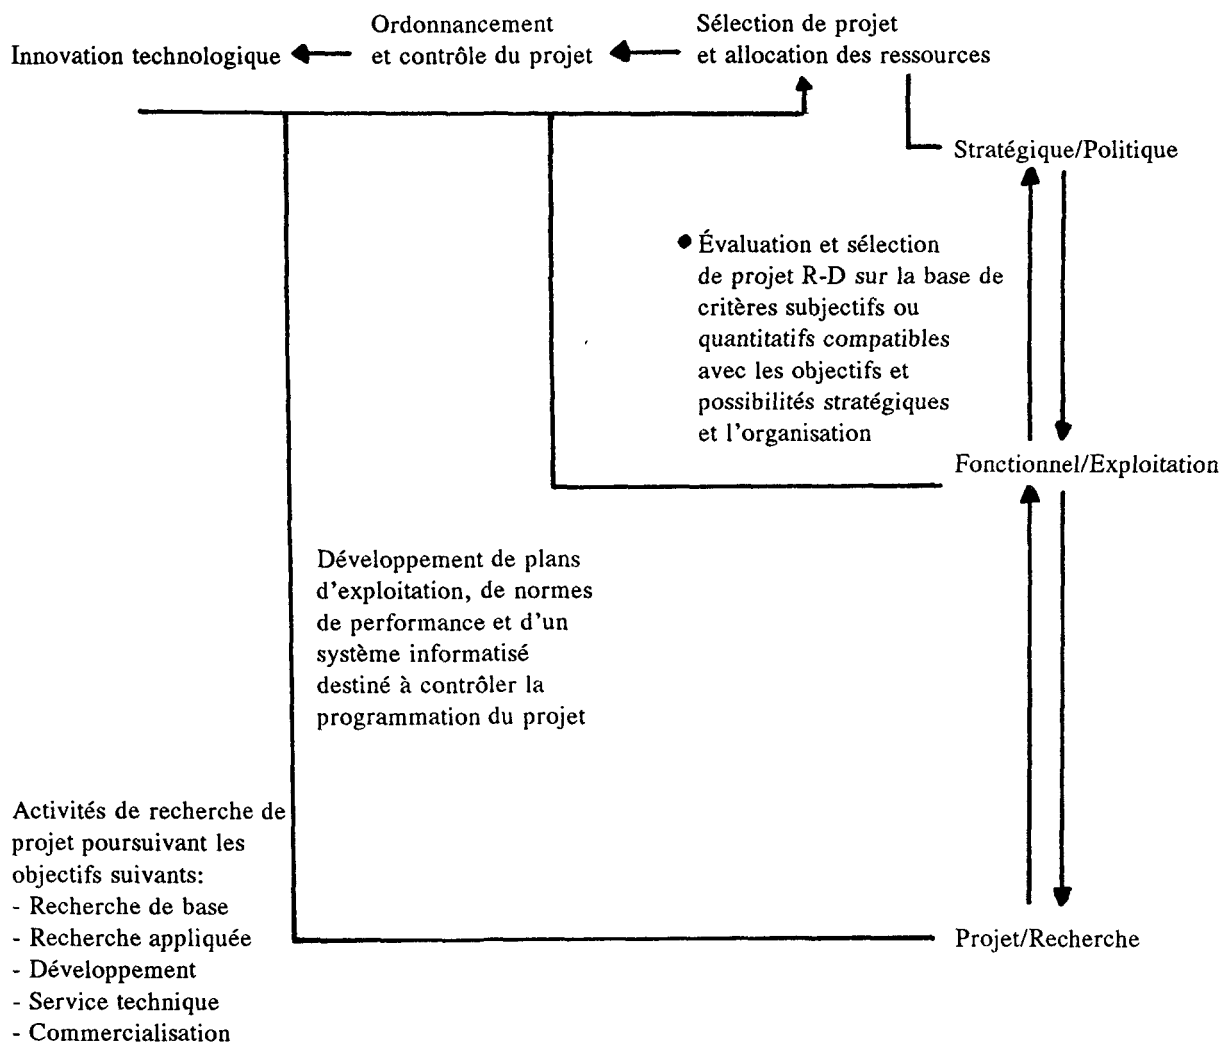 Innovation technologique
Ordonnancement
et contrôle du projet
Sélection de projet
et allocation des ressources
Stratégique/Politique
● Évaluation et sélection
de projet R-D sur la base de
critères subjectifs ou
quantitatifs compatibles
avec les objectifs et
possibilités stratégiques
et l'organisation
Fonctionnel/Exploitation
Développement de plans
d'exploitation, de normes
de performance et d'un
système informatisé
destiné à contrôler la
programmation du projet
Activités de recherche de
projet poursuivant les
objectifs suivants:
- Recherche de base
- Recherche appliquée
- Développement
- Service technique
- Commercialisation
Projet/Recherche